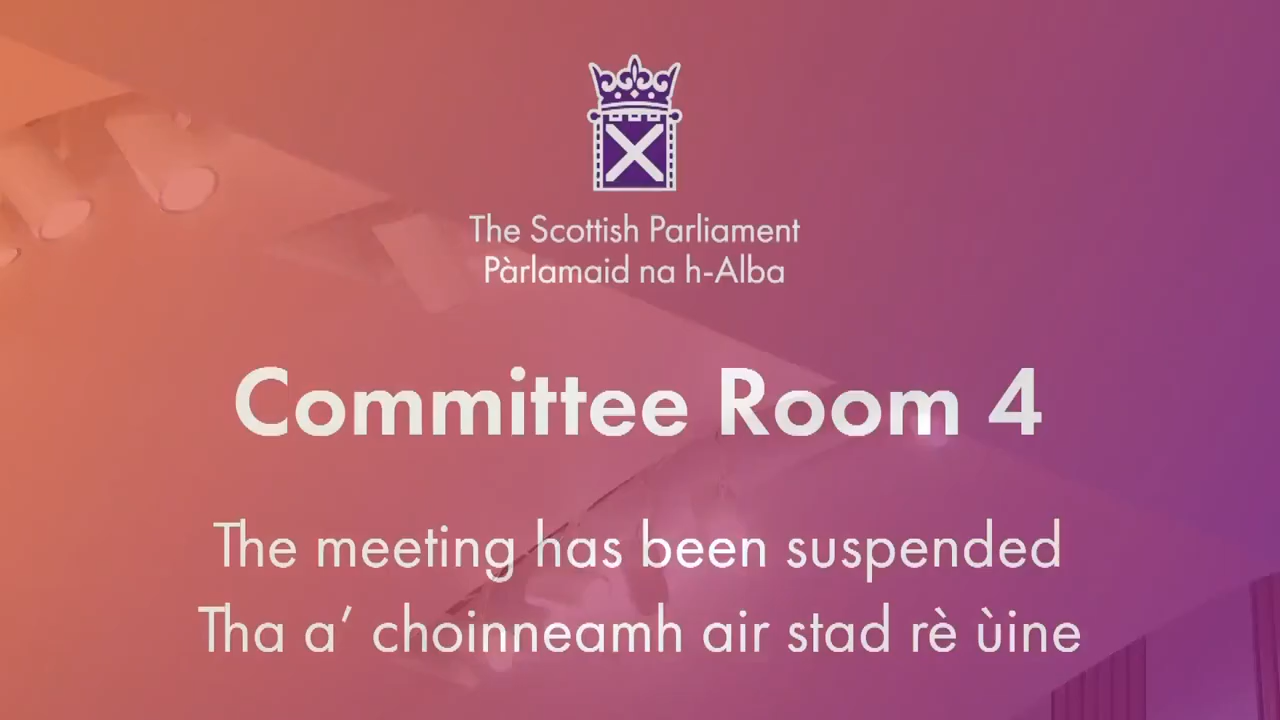 The Scottish Parliament
Pàrlamaid na h-Alba
Committee Room 4
The meeting has been suspended
Tha a’ choinneamh air stad rè ùine